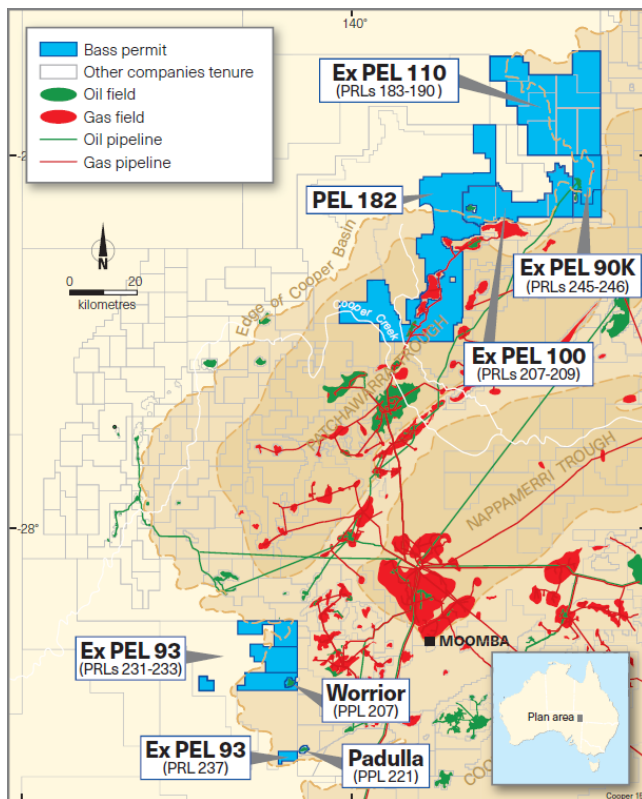 140°
Bass permit
Other companies tenure
Oil field
Gas field
Oil pipeline
Gas pipeline
Ex PEL 110
(PRLs 183-190 )
PEL 182
N
0 20
kilometres
Edge of Cooper Basin
Cooper Creek
Ex PEL 90K
(PRLs 245-246)
Ex PEL 100
(PRLs 207-209)
PATCHAWARRA TROUGH
NAPPAMERRI TROUGH
-28°
MOOMBA
Ex PEL 93
(PRLs 231-233)
Worrior
(PPL 207)
Plan area
Ex PEL 93
(PRL 237)
Padulla
(PPL 221)